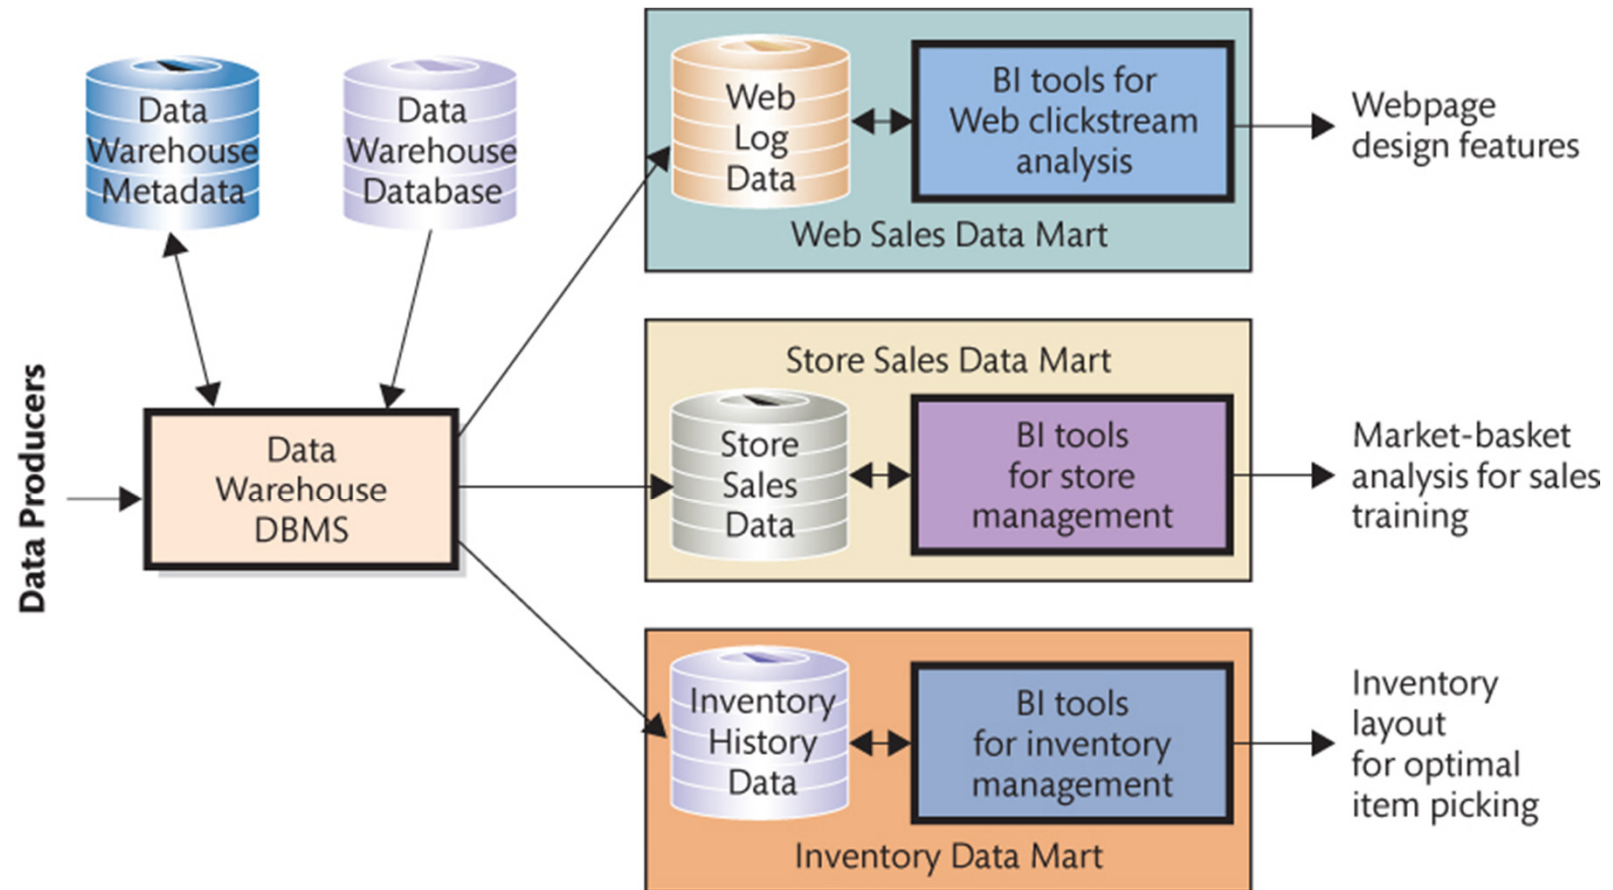 Data
Warehouse
Metadata
Data
Warehouse
Database
Data Producers
Data
Warehouse
DBMS
Web
Log
Data
BI tools for
Web clickstream
analysis
Web Sales Data Mart
Webpage
design features
Store Sales Data Mart
Store
Sales
Data
BI tools
for store
management
Market-basket
analysis for sales
training
Inventory
History
Data
BI tools
for inventory
management
Inventory Data Mart
Inventory
layout
for optimal
item picking